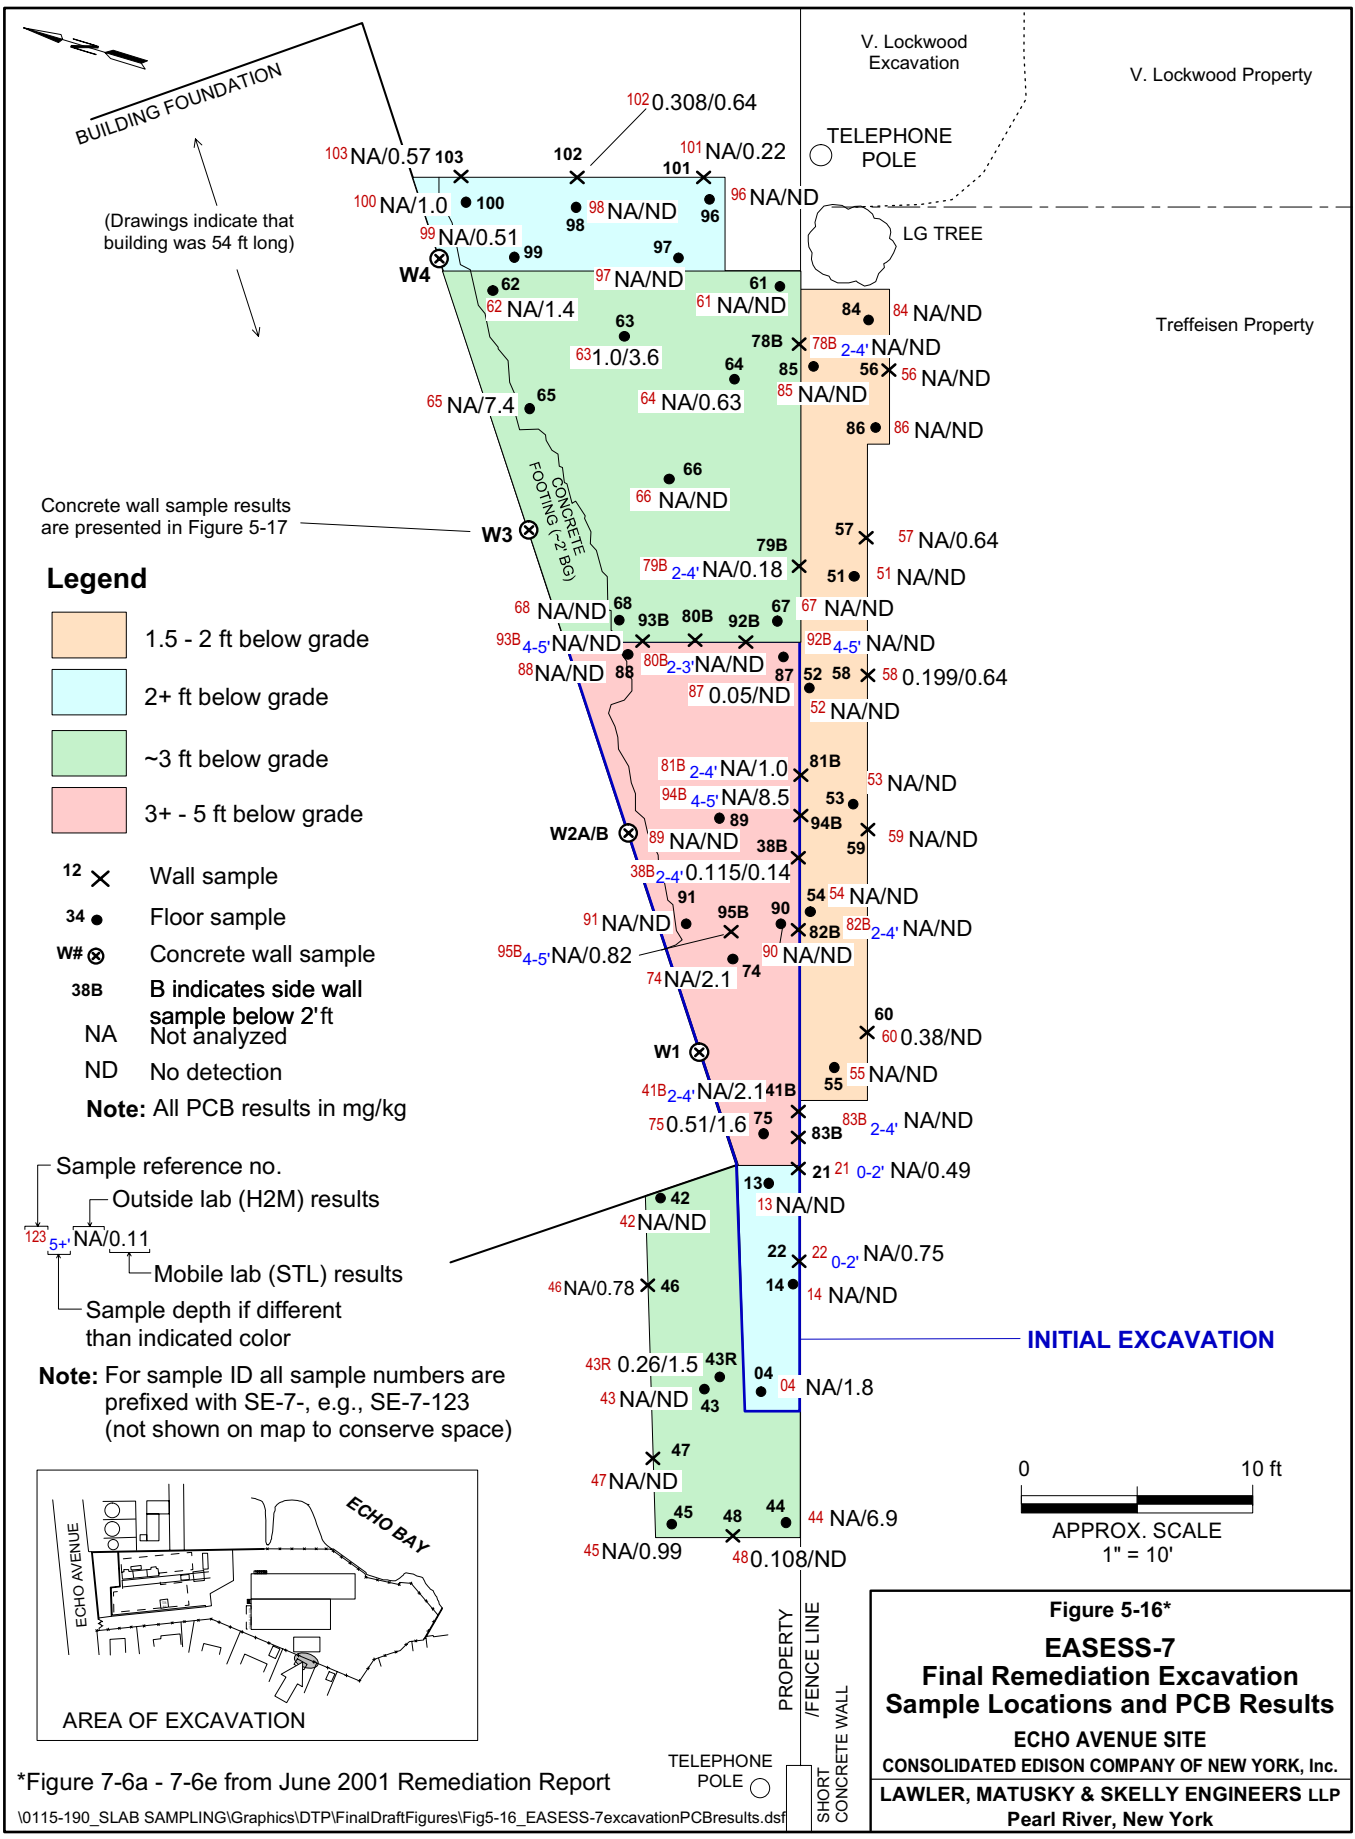 V. Lockwood
Excavation
V. Lockwood Property
BUILDING FOUNDATION
102 0.308/0.64
TELEPHONE
POLE
103 NA/0.57
103
102
101 NA/0.22
101
100 NA/1.0
100
98
98 NA/ND
96
96 NA/ND
(Drawings indicate that
building was 54 ft long)
99 NA/0.51
99
97
97 NA/ND
LG TREE
W4
62
62 NA/1.4
61
61 NA/ND
84
84 NA/ND
Treffeisen Property
63
63 1.0/3.6
78B
78B 2-4' NA/ND
64
64 NA/0.63
85
85 NA/ND
56
56 NA/ND
65 NA/7.4
65
86
86 NA/ND
66
66 NA/ND
CONCRETE
FOOTING (~2' BG)
Concrete wall sample results
are presented in Figure 5-17
W3
57
57 NA/0.64
79B
79B 2-4' NA/0.18
51
51 NA/ND
Legend
1.5 - 2 ft below grade
2+ ft below grade
~3 ft below grade
3+ - 5 ft below grade
68 NA/ND
68
93B
80B
92B
67
67 NA/ND
93B 4-5' NA/ND
80B 2-3' NA/ND
92B 4-5' NA/ND
88 NA/ND
88
87
87 0.05/ND
52
58
58 0.199/0.64
52 NA/ND
81B 2-4' NA/1.0
81B
94B 4-5' NA/8.5
94B
53
53 NA/ND
W2A/B
89
89 NA/ND
59
59 NA/ND
38B
38B 2-4' 0.115/0.14
12
Wall sample
34
Floor sample
W#
Concrete wall sample
38B
B indicates side wall
sample below 2' ft
NA
Not analyzed
ND
No detection
Note: All PCB results in mg/kg
91
91 NA/ND
95B
95B 4-5' NA/0.82
90
90 NA/ND
54
54 NA/ND
82B
82B 2-4' NA/ND
74
74 NA/2.1
W1
60
60 0.38/ND
55
55 NA/ND
41B 2-4' NA/2.1
41B
75 0.51/1.6
75
83B
83B 2-4' NA/ND
21
21 0-2' NA/0.49
Sample reference no.
Outside lab (H2M) results
123 5+' NA/0.11
Mobile lab (STL) results
Sample depth if different
than indicated color
13
13 NA/ND
42
42 NA/ND
22
22 0-2' NA/0.75
46 NA/0.78
46
14
14 NA/ND
INITIAL EXCAVATION
43R 0.26/1.5
43R
43 NA/ND
43
04
04 NA/1.8
Note: For sample ID all sample numbers are
prefixed with SE-7-, e.g., SE-7-123
(not shown on map to conserve space)
47
47 NA/ND
45
45 NA/0.99
48
48 0.108/ND
44
44 NA/6.9
0
10 ft
APPROX. SCALE
1" = 10'
ECHO AVENUE
ECHO BAY
AREA OF EXCAVATION
PROPERTY
/FENCE LINE
SHORT
CONCRETE WALL
TELEPHONE
POLE
Figure 5-16*
EASESS-7
Final Remediation Excavation
Sample Locations and PCB Results
ECHO AVENUE SITE
CONSOLIDATED EDISON COMPANY OF NEW YORK, Inc.
LAWLER, MATUSKY & SKELLY ENGINEERS LLP
Pearl River, New York
*Figure 7-6a - 7-6e from June 2001 Remediation Report
\0115-190_SLAB SAMPLING\Graphics\DTP\FinalDraftFigures\Fig5-16_EASESS-7excavationPCBresults.dsf